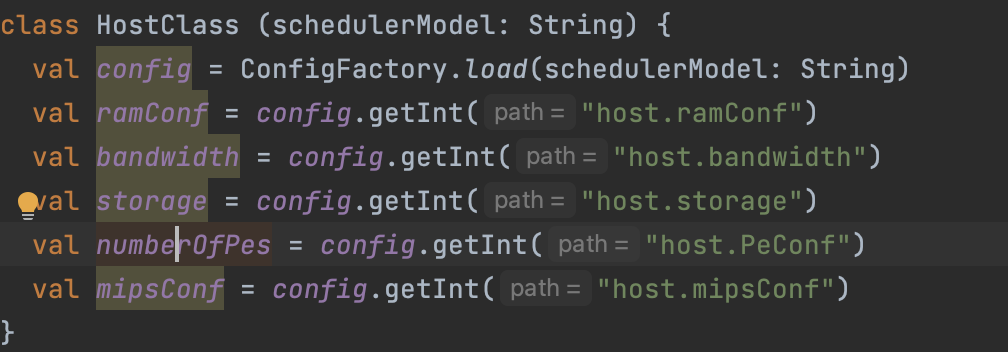 class HostClass (schedulerModel: String) {
val config = ConfigFactory.load(schedulerModel: String)
val ramConf = config.getInt( path = "host.ramConf")
val bandwidth = config.getInt( path = "host.bandwidth")
val storage = config.getInt( path = "host.storage")
val numberOfPes = config.getInt( path = "host.PeConf")
val mipsConf = config.getInt( path = "host.mipsConf")
}